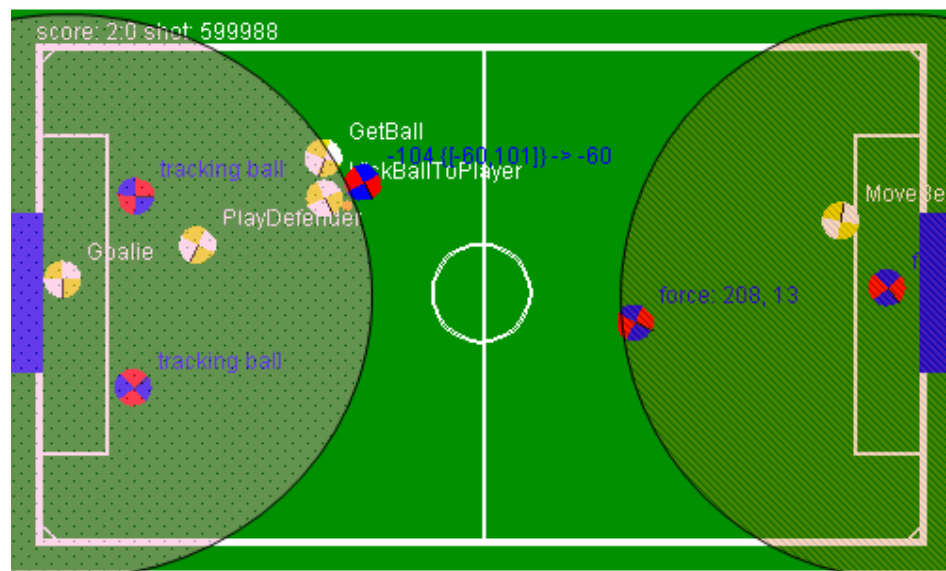 score: 2:0 shot: 599988
GetBall
-104 {[-60,101]} -> -60
tracking ball
kickBallToPlayer
MoveBe
PlayDefender
Goalie
f
force: 208, 13
tracking ball